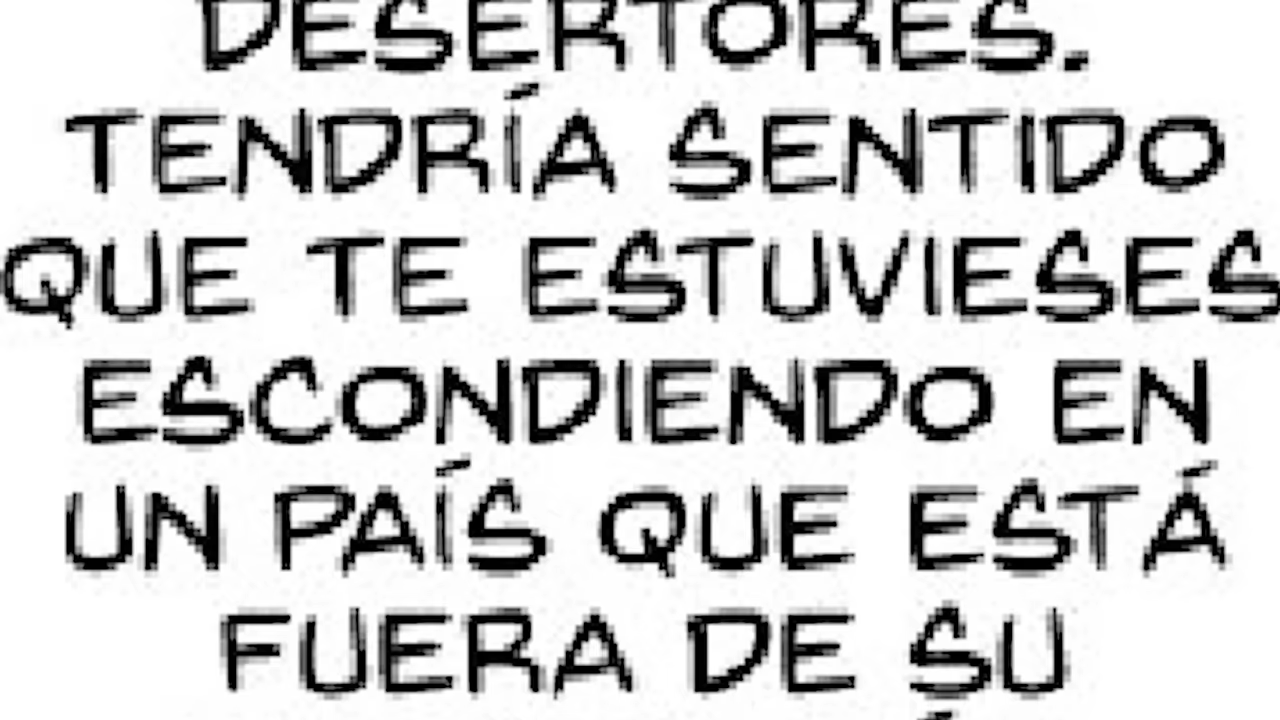 DESERTORES.
TENDRÍA SENTIDO
QUE TE ESTUVIESES
ESCONDIENDO EN
UN PAÍS QUE ESTÁ
FUERA DE SU